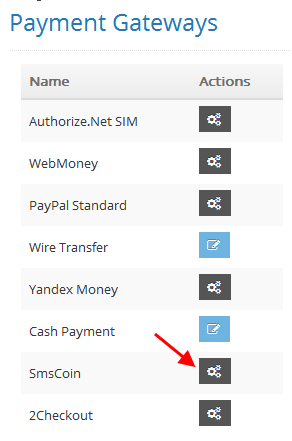 Payment Gateways
Name Actions
Authorize.Net SIM
WebMoney
PayPal Standard
Wire Transfer
Yandex Money
Cash Payment
SmsCoin
2Checkout